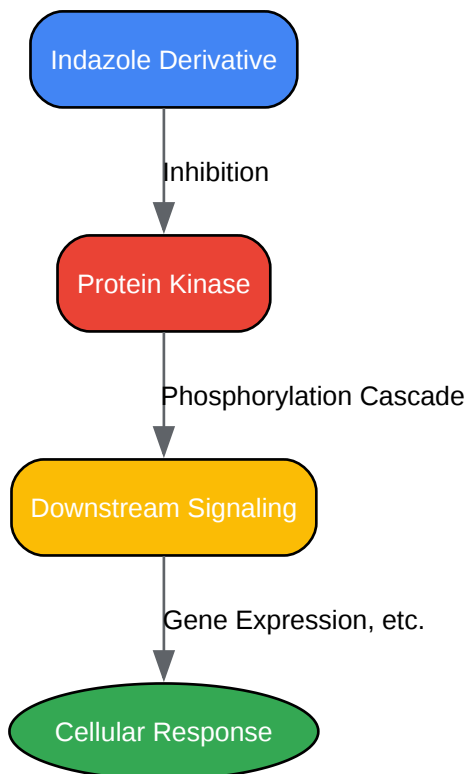 Indazole Derivative
Inhibition
Protein Kinase
Phosphorylation Cascade
Downstream Signaling
Gene Expression, etc.
Cellular Response